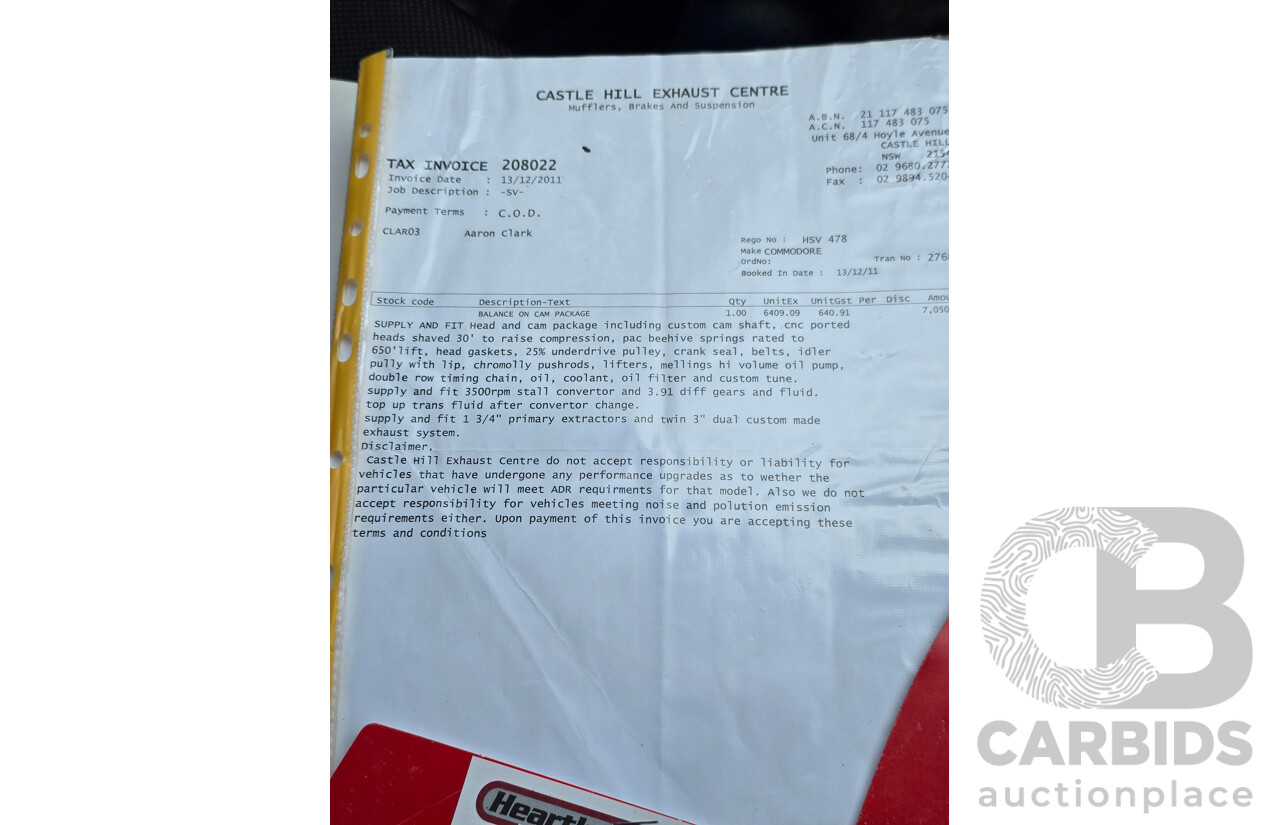 CASTLE HILL EXHAUST CENTRE
Mufflers, Brakes And Suspension
A.B.N. 21 117 483 075
A.C.N. 117 483 075
Unit 68/4 Hoyle Avenue
CASTLE HILL
NSW 2154
Phone: 02 9680.277
Fax : 02 9894.520
TAX INVOICE 208022
Invoice Date : 13/12/2011
Job Description : -SV-
Payment Terms : C.O.D.
CLAR03 Aaron Clark
Rego No : HSV 478
Make COMMODORE
OrdNo: Tran No : 276
Booked In Date : 13/12/11
Stock code Description-Text Qty UnitEx UnitGst Per Disc Amou
BALANCE ON CAM PACKAGE 1.00 6409.09 640.91 7,050
SUPPLY AND FIT Head and cam package including custom cam shaft, cnc ported
heads shaved 30' to raise compression, pac beehive springs rated to
650'lift, head gaskets, 25% underdrive pulley, crank seal, belts, idler
pully with lip, chromolly pushrods, lifters, mellings hi volume oil pump,
double row timing chain, oil, coolant, oil filter and custom tune.
supply and fit 3500rpm stall convertor and 3.91 diff gears and fluid.
top up trans fluid after convertor change.
supply and fit 1 3/4" primary extractors and twin 3" dual custom made
exhaust system.
Disclaimer,
Castle Hill Exhaust Centre do not accept responsibility or liability for
vehicles that have undergone any performance upgrades as to wether the
particular vehicle will meet ADR requirments for that model. Also we do not
accept responsibility for vehicles meeting noise and polution emission
requirements either. Upon payment of this invoice you are accepting these
terms and conditions
Heartl
CB
CARBIDS
auctionplace